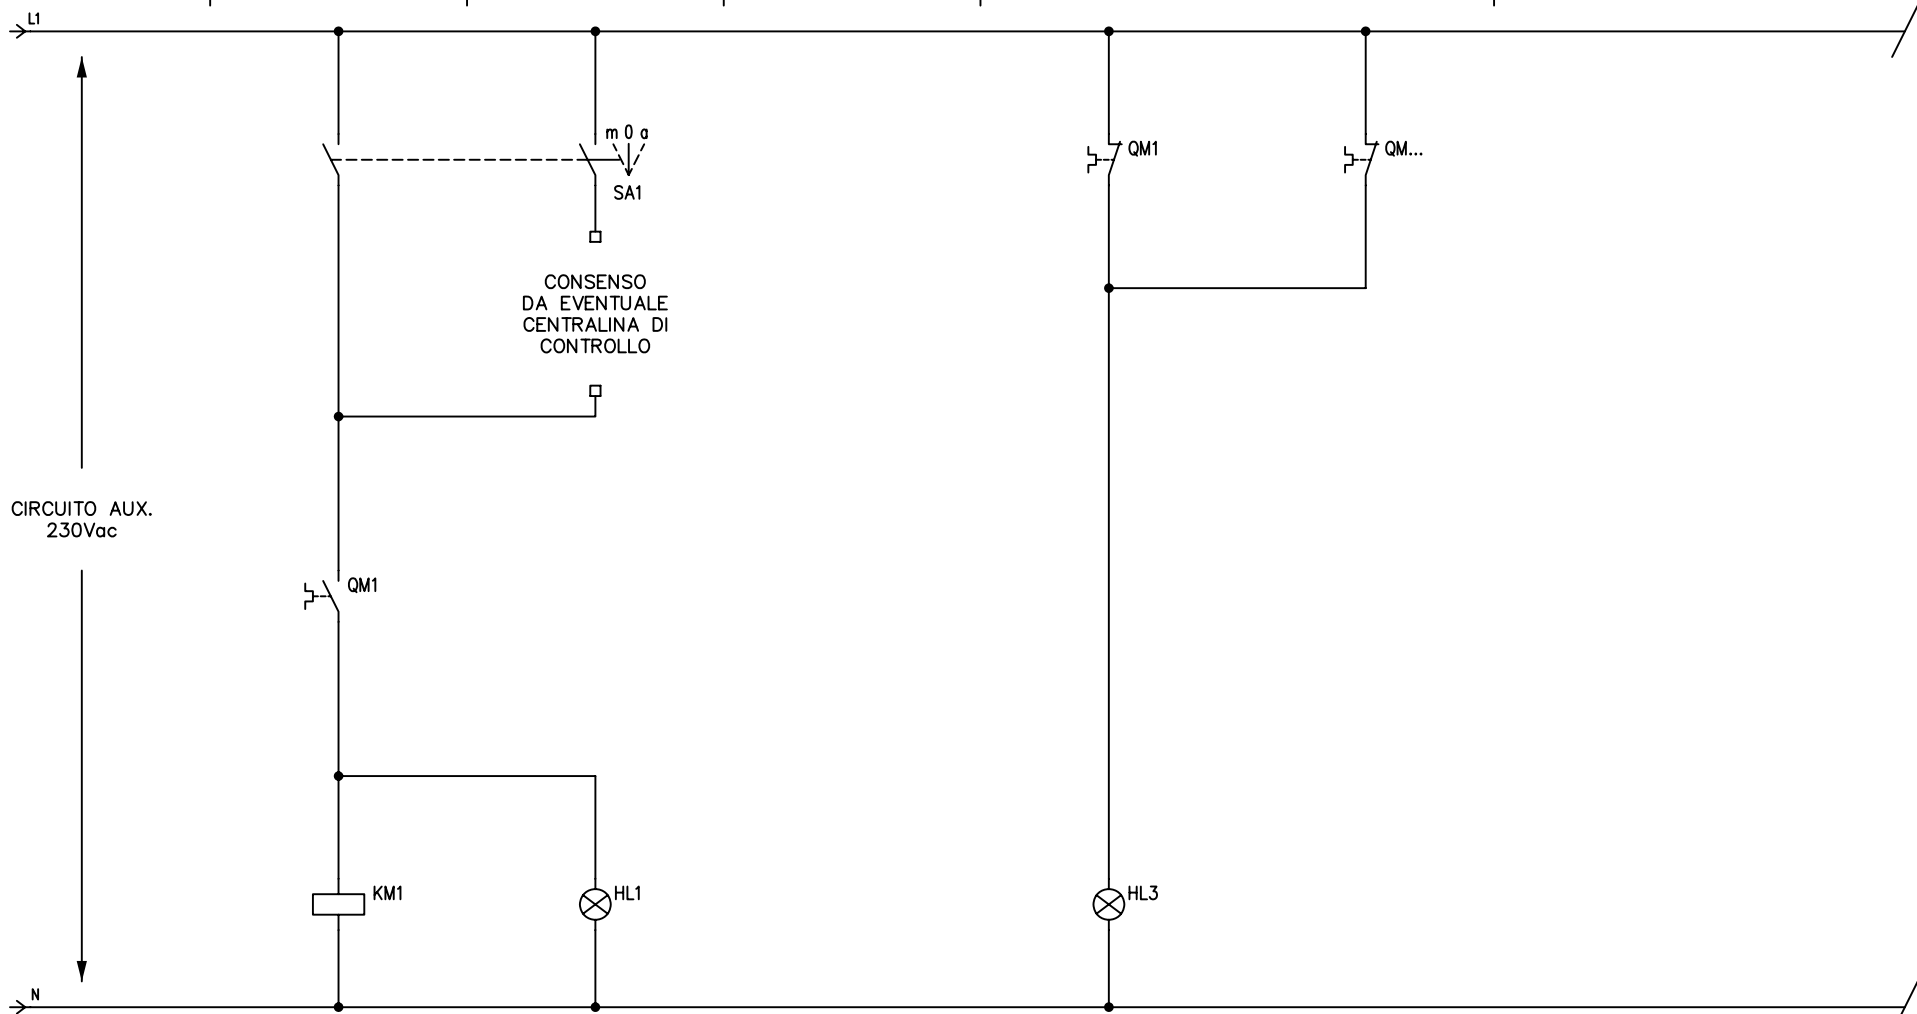 L1
m 0 a
SA1
QM1
QM...
CONSENSO
DA EVENTUALE
CENTRALINA DI
CONTROLLO
CIRCUITO AUX.
230Vac
QM1
KM1
HL1
HL3
N